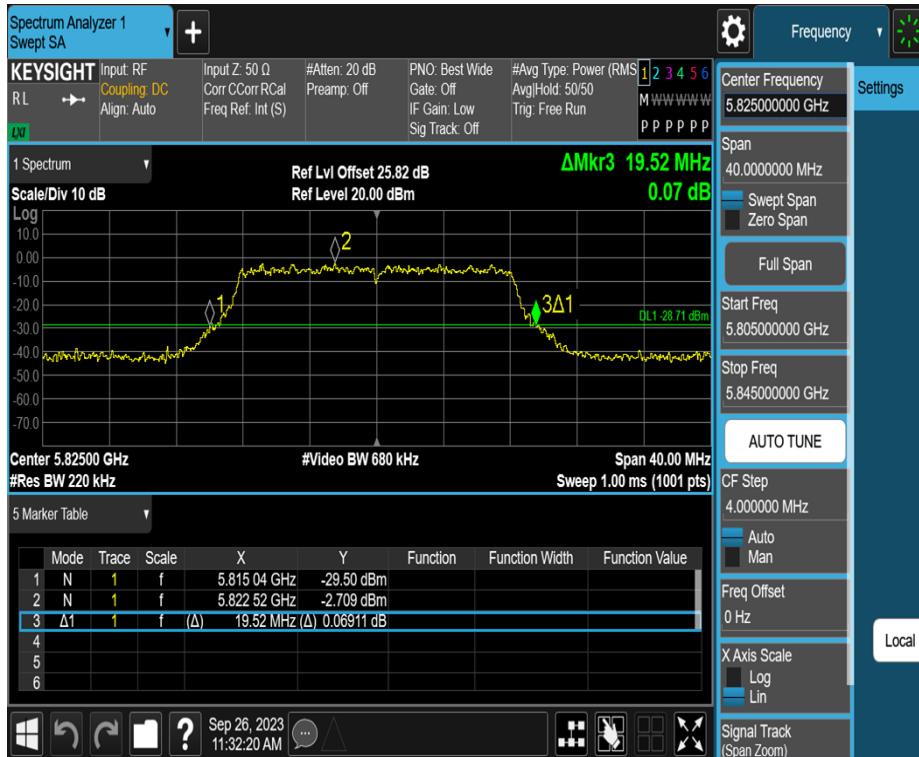 Spectrum Analyzer 1
Swept SA
+
Frequency
KEYSIGHT
R L
LXI
Input: RF
Coupling: DC
Align: Auto
Input Z: 50 Ω
Corr CCorr RCal
Freq Ref: Int (S)
#Atten: 20 dB
Preamp: Off
PNO: Best Wide
Gate: Off
IF Gain: Low
Sig Track: Off
#Avg Type: Power (RMS
Avg|Hold: 50/50
Trig: Free Run
1 2 3 4 5 6
M W W W W W
P P P P P P
1 Spectrum
Scale/Div 10 dB
Ref Lvl Offset 25.82 dB
Ref Level 20.00 dBm
ΔMkr3 19.52 MHz
0.07 dB
Log
10.0
0.00
-10.0
-20.0
-30.0
-40.0
-50.0
-60.0
-70.0
2
1
3Δ1
DL1 -28.71 dBm
Center 5.82500 GHz
#Res BW 220 kHz
#Video BW 680 kHz
Span 40.00 MHz
Sweep 1.00 ms (1001 pts)
5 Marker Table
Mode Trace Scale X Y Function Function Width Function Value
1 N 1 f 5.815 04 GHz -29.50 dBm
2 N 1 f 5.822 52 GHz -2.709 dBm
3 Δ1 1 f (Δ) 19.52 MHz (Δ) 0.06911 dB
4
5
6
?
Sep 26, 2023
11:32:20 AM
Center Frequency
5.825000000 GHz
Span
40.0000000 MHz
Swept Span
Zero Span
Full Span
Start Freq
5.805000000 GHz
Stop Freq
5.845000000 GHz
AUTO TUNE
CF Step
4.000000 MHz
Auto
Man
Freq Offset
0 Hz
X Axis Scale
Log
Lin
Signal Track
(Span Zoom)
Settings
Local